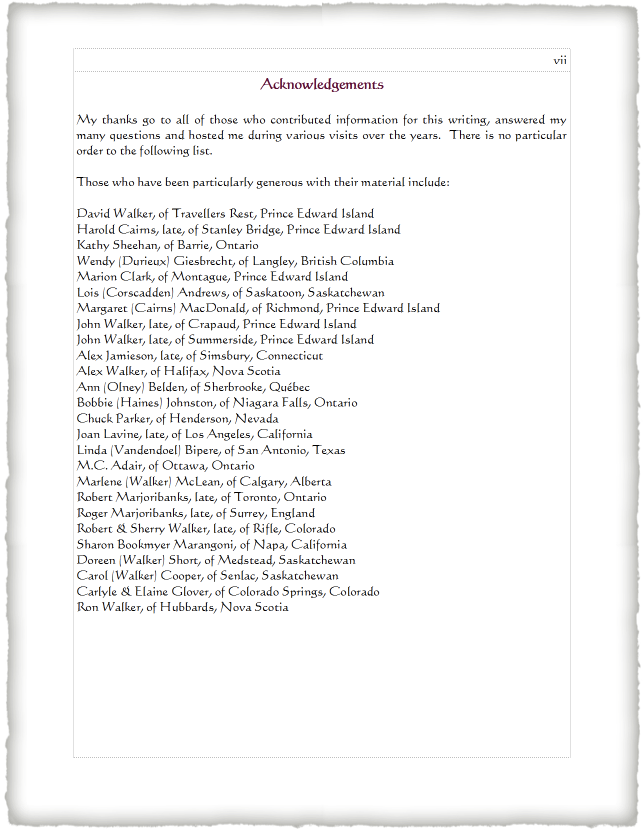 vii
Acknowledgements
My thanks go to all of those who contributed information for this writing, answered my
many questions and hosted me during various visits over the years. There is no particular
order to the following list.
Those who have been particularly generous with their material include:
David Walker, of Travellers Rest, Prince Edward Island
Harold Cairns, late, of Stanley Bridge, Prince Edward Island
Kathy Sheehan, of Barrie, Ontario
Wendy (Durieux) Giesbrecht, of Langley, British Columbia
Marion Clark, of Montague, Prince Edward Island
Lois (Corscadden) Andrews, of Saskatoon, Saskatchewan
Margaret (Cairns) MacDonald, of Richmond, Prince Edward Island
John Walker, late, of Crapaud, Prince Edward Island
John Walker, late, of Summerside, Prince Edward Island
Alex Jamieson, late, of Simsbury, Connecticut
Alex Walker, of Halifax, Nova Scotia
Ann (Olney) Belden, of Sherbrooke, Québec
Bobbie (Haines) Johnston, of Niagara Falls, Ontario
Chuck Parker, of Henderson, Nevada
Joan Lavine, late, of Los Angeles, California
Linda (Vandendoel) Bipere, of San Antonio, Texas
M.C. Adair, of Ottawa, Ontario
Marlene (Walker) McLean, of Calgary, Alberta
Robert Marjoribanks, late, of Toronto, Ontario
Roger Marjoribanks, late, of Surrey, England
Robert & Sherry Walker, late, of Rifle, Colorado
Sharon Bookmyer Marangoni, of Napa, California
Doreen (Walker) Short, of Medstead, Saskatchewan
Carol (Walker) Cooper, of Senlac, Saskatchewan
Carlyle & Elaine Glover, of Colorado Springs, Colorado
Ron Walker, of Hubbards, Nova Scotia